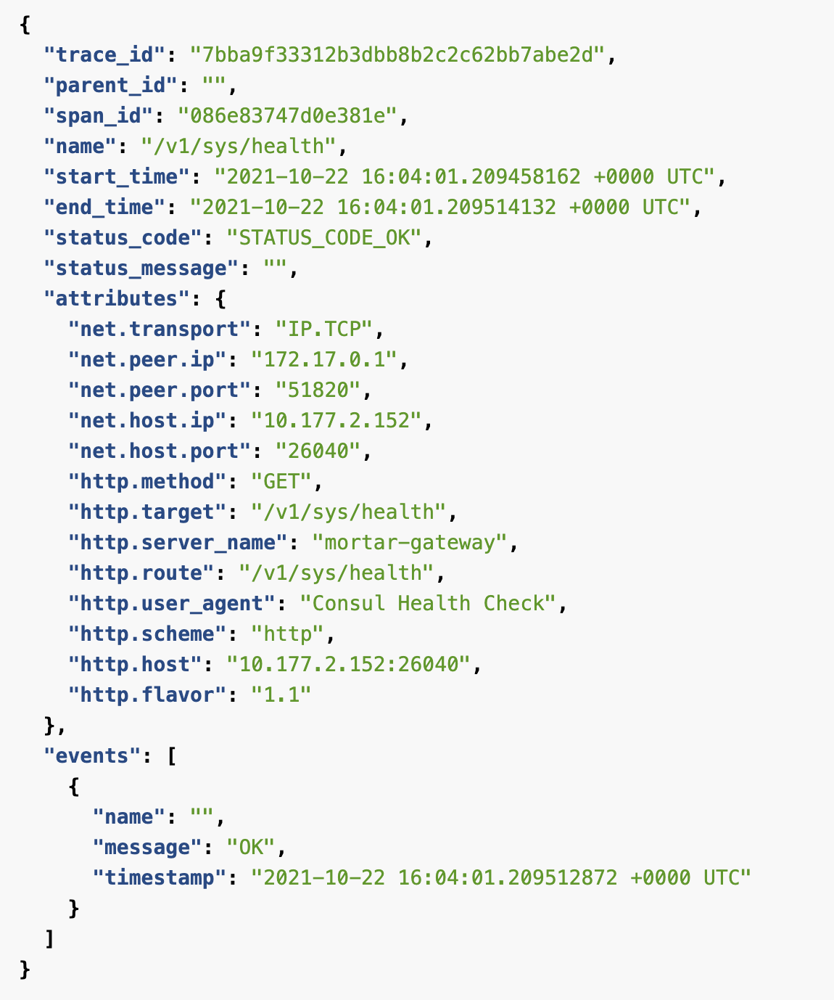 {
  "trace_id": "7bba9f33312b3dbb8b2c2c62bb7abe2d",
  "parent_id": "",
  "span_id": "086e83747d0e381e",
  "name": "/v1/sys/health",
  "start_time": "2021-10-22 16:04:01.209458162 +0000 UTC",
  "end_time": "2021-10-22 16:04:01.209514132 +0000 UTC",
  "status_code": "STATUS_CODE_OK",
  "status_message": "",
  "attributes": {
    "net.transport": "IP.TCP",
    "net.peer.ip": "172.17.0.1",
    "net.peer.port": "51820",
    "net.host.ip": "10.177.2.152",
    "net.host.port": "26040",
    "http.method": "GET",
    "http.target": "/v1/sys/health",
    "http.server_name": "mortar-gateway",
    "http.route": "/v1/sys/health",
    "http.user_agent": "Consul Health Check",
    "http.scheme": "http",
    "http.host": "10.177.2.152:26040",
    "http.flavor": "1.1"
  },
  "events": [
    {
      "name": "",
      "message": "OK",
      "timestamp": "2021-10-22 16:04:01.209512872 +0000 UTC"
    }
  ]
}